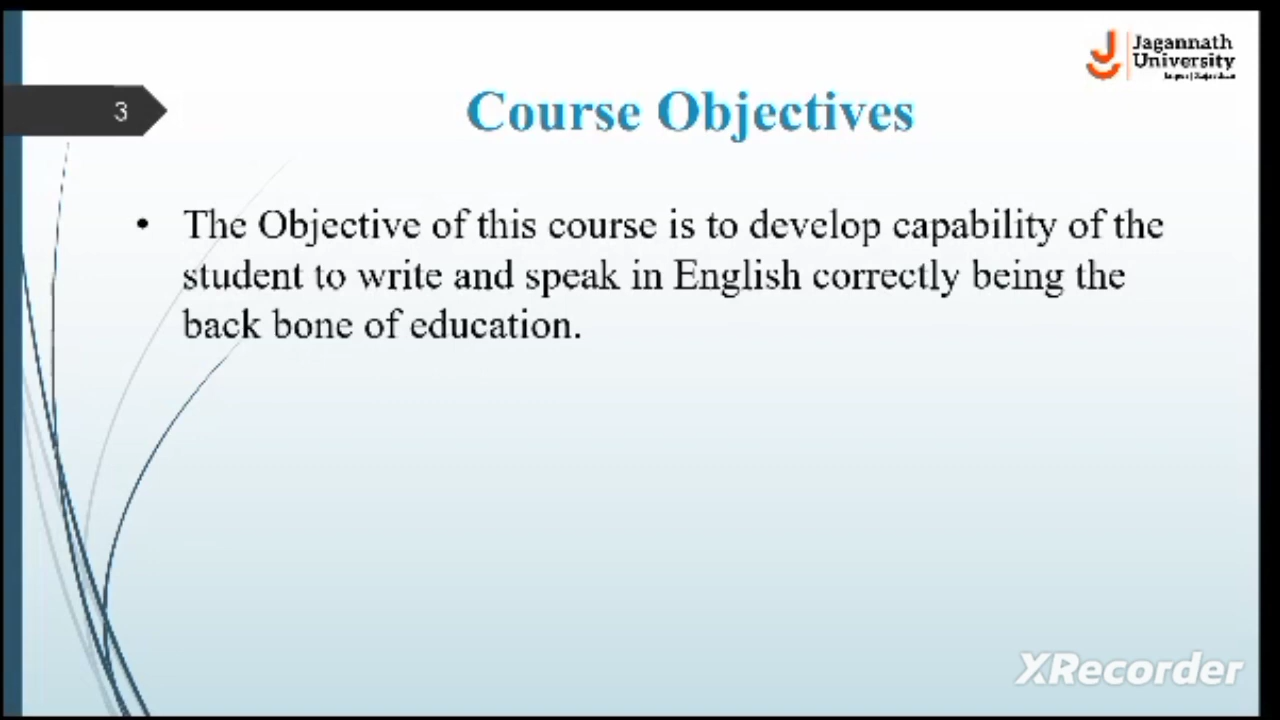 Jagannath
University
3
Course Objectives
• The Objective of this course is to develop capability of the
student to write and speak in English correctly being the
back bone of education.
XRecorder